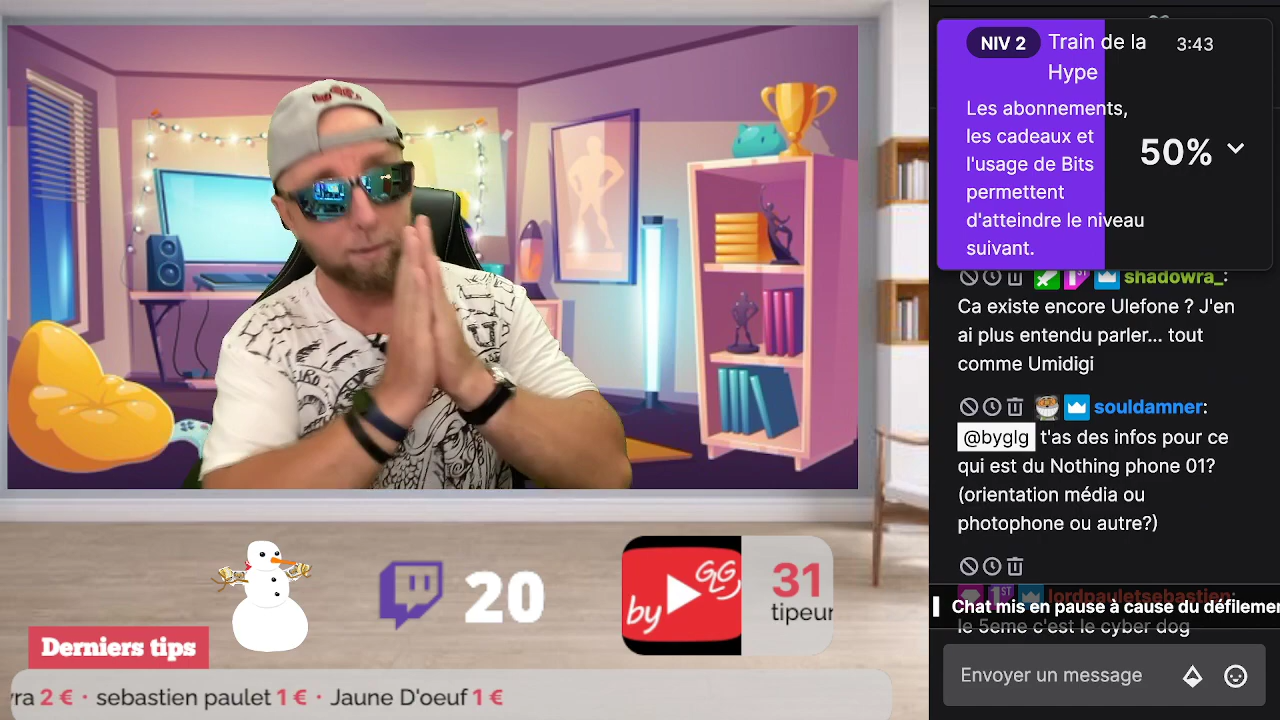 NIV 2
Train de la
Hype
3:43
Les abonnements,
les cadeaux et
l'usage de Bits
permettent
d'atteindre le niveau
suivant.
50%
shadowra_:
Ca existe encore Ulefone ? J'en
ai plus entendu parler... tout
comme Umidigi
souldamner:
@byglg t'as des infos pour ce
qui est du Nothing phone 01?
(orientation média ou
photophone ou autre?)
1ST lordpauletsebastien:
Chat mis en pause à cause du défilemen
le 5eme c'est le cyber dog
Envoyer un message
20
by GLG
31
tipeur
Derniers tips
ra 2 € · sebastien paulet 1 € · Jaune D'oeuf 1 €